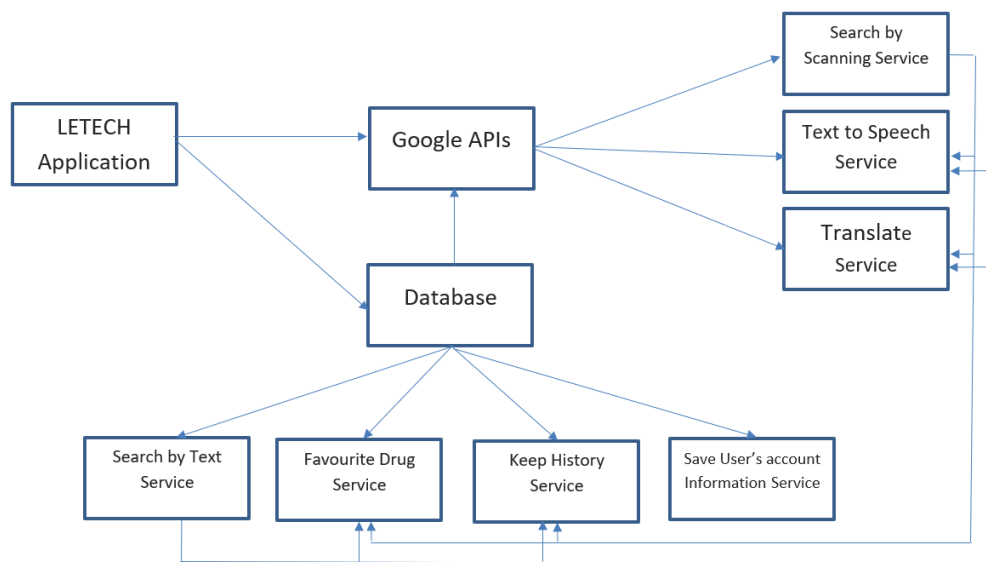 Search by
Scanning Service
LETECH
Application
Google APIs
Text to Speech
Service
Translate
Service
Database
Search by Text
Service
Favourite Drug
Service
Keep History
Service
Save User's account
Information Service